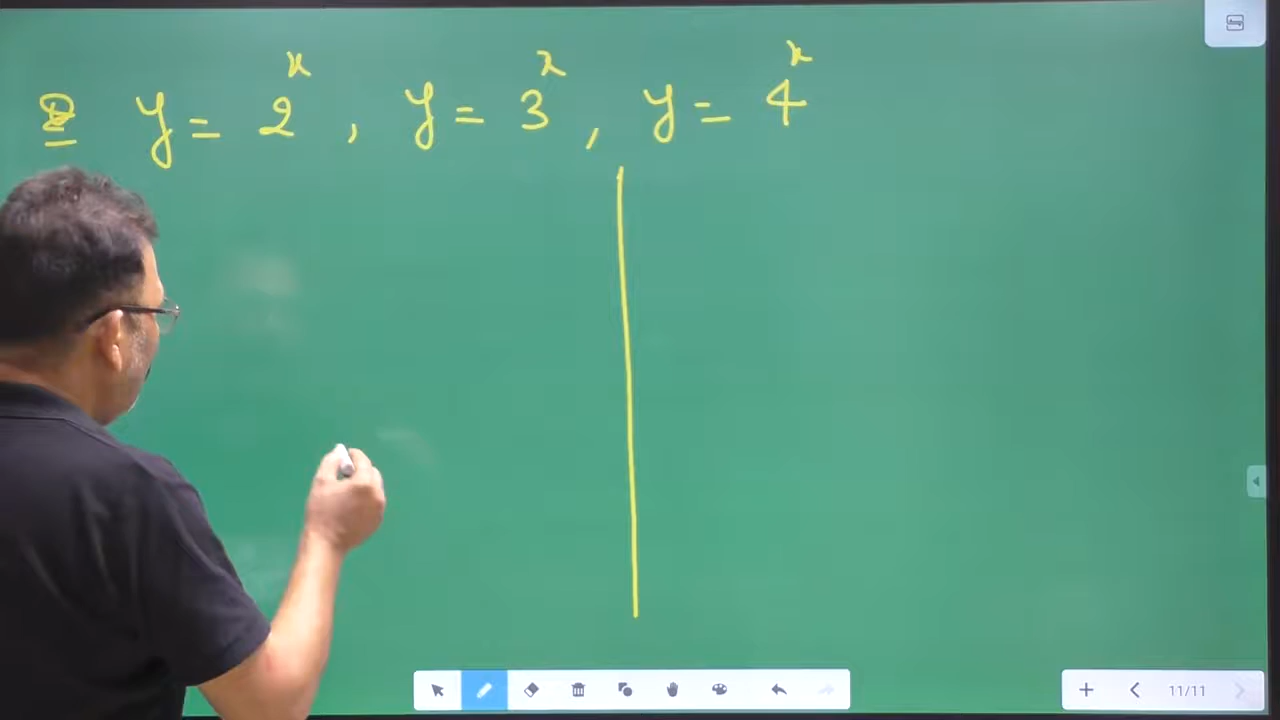 Q y = 2^x , y = 3^x , y = 4^x
11/11